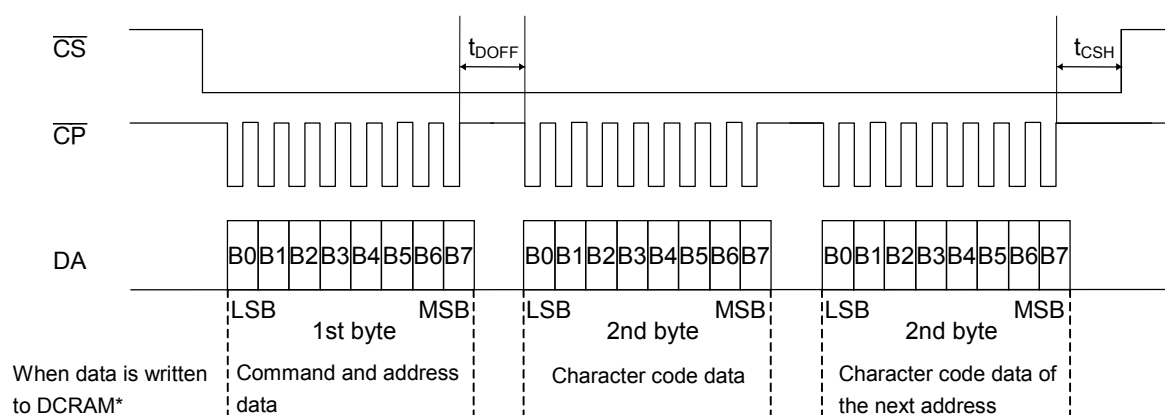 CS
tDOFF
tCSH
CP
DA
B0 B1 B2 B3 B4 B5 B6 B7
B0 B1 B2 B3 B4 B5 B6 B7
B0 B1 B2 B3 B4 B5 B6 B7
LSB MSB
1st byte
LSB MSB
2nd byte
LSB MSB
2nd byte
When data is written
to DCRAM*
Command and address
data
Character code data
Character code data of
the next address